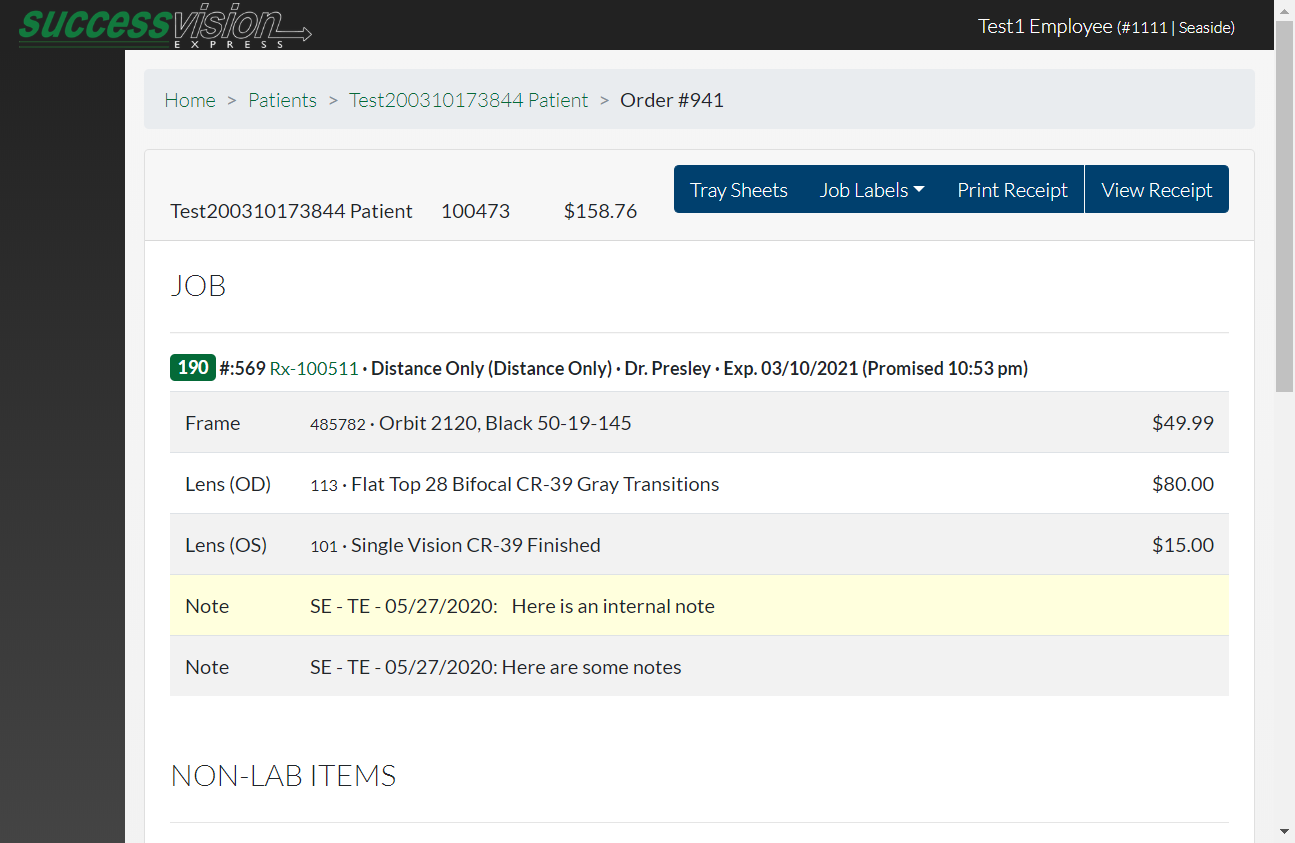 successvision
EXPRESS
Test1 Employee (#1111 | Seaside)
Home > Patients > Test200310173844 Patient > Order #941
Test200310173844 Patient 100473 $158.76
Tray Sheets Job Labels Print Receipt View Receipt
JOB
190 #:569 Rx-100511 · Distance Only (Distance Only) · Dr. Presley · Exp. 03/10/2021 (Promised 10:53 pm)
Frame 485782 · Orbit 2120, Black 50-19-145 $49.99
Lens (OD) 113 · Flat Top 28 Bifocal CR-39 Gray Transitions $80.00
Lens (OS) 101 · Single Vision CR-39 Finished $15.00
Note SE - TE - 05/27/2020: Here is an internal note
Note SE - TE - 05/27/2020: Here are some notes
NON-LAB ITEMS